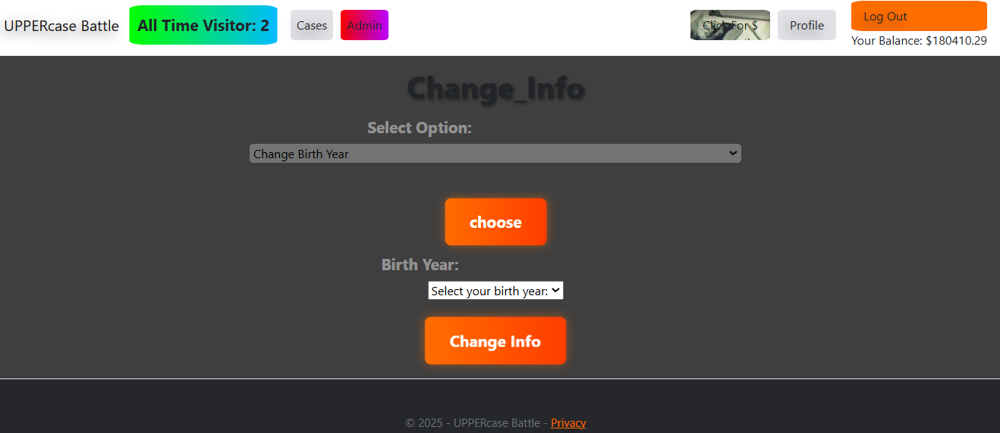 UPPERcase Battle
All Time Visitor: 2
Cases
Admin
Click For $
Profile
Log Out
Your Balance: $180410.29
Change_Info
Select Option:
Change Birth Year
choose
Birth Year:
Select your birth year:
Change Info
© 2025 - UPPERcase Battle - Privacy